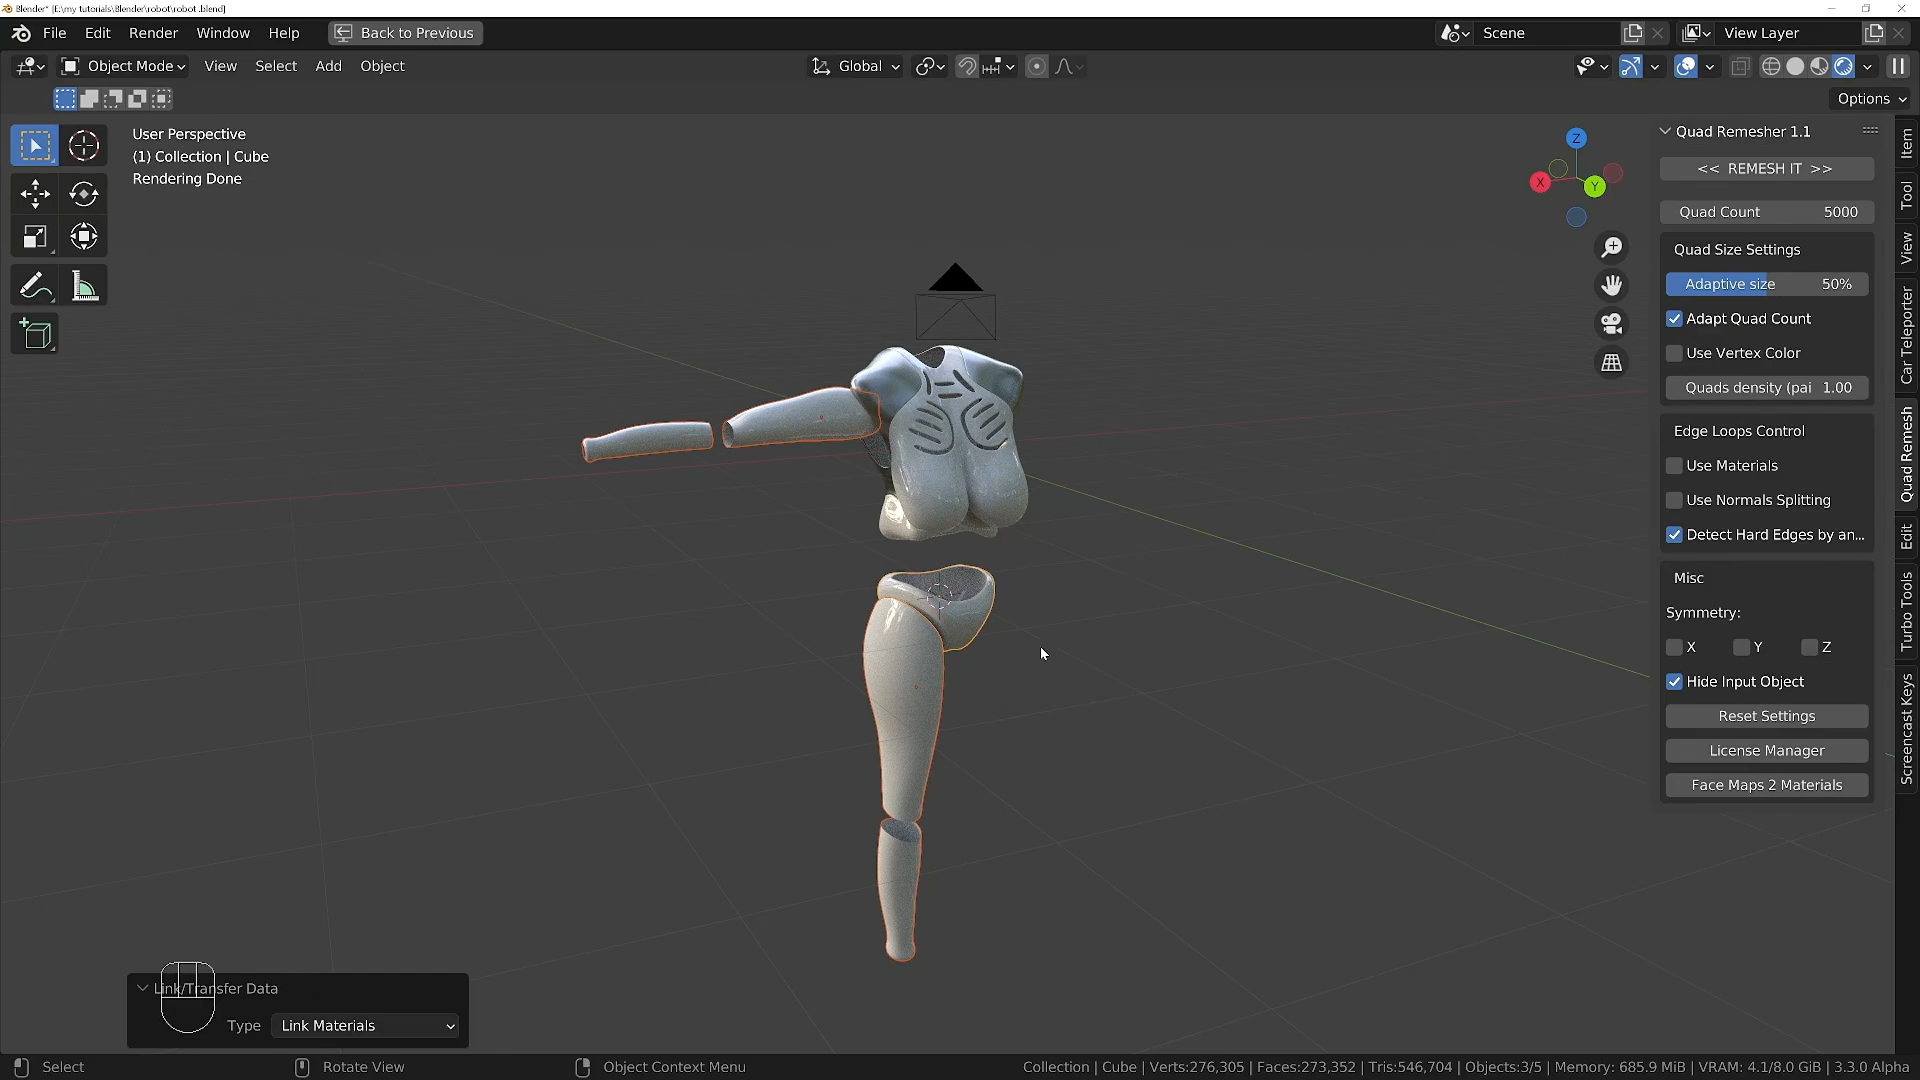 Blender* [E:\my tutorials\Blender\robot\robot .blend]
File Edit Render Window Help Back to Previous Scene View Layer
Object Mode View Select Add Object Global
Options
User Perspective
(1) Collection | Cube
Rendering Done
Z
X
Y
Quad Remesher 1.1
<< REMESH IT >>
Quad Count 5000
Quad Size Settings
Adaptive size 50%
Adapt Quad Count
Use Vertex Color
Quads density (pai 1.00
Edge Loops Control
Use Materials
Use Normals Splitting
Detect Hard Edges by an...
Misc
Symmetry:
X Y Z
Hide Input Object
Reset Settings
License Manager
Face Maps 2 Materials
Item
Tool
View
Car Teleporter
Quad Remesh
Edit
Turbo Tools
Screencast Keys
Link/Transfer Data
Type Link Materials
Select Rotate View Object Context Menu Collection | Cube | Verts:276,305 | Faces:273,352 | Tris:546,704 | Objects:3/5 | Memory: 685.9 MiB | VRAM: 4.1/8.0 GiB | 3.3.0 Alpha